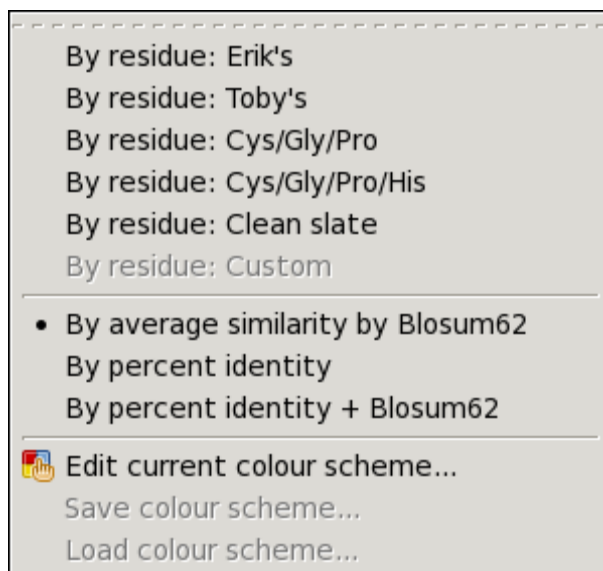 By residue: Erik's
By residue: Toby's
By residue: Cys/Gly/Pro
By residue: Cys/Gly/Pro/His
By residue: Clean slate
By residue: Custom
By average similarity by Blosum62
By percent identity
By percent identity + Blosum62
Edit current colour scheme...
Save colour scheme...
Load colour scheme...